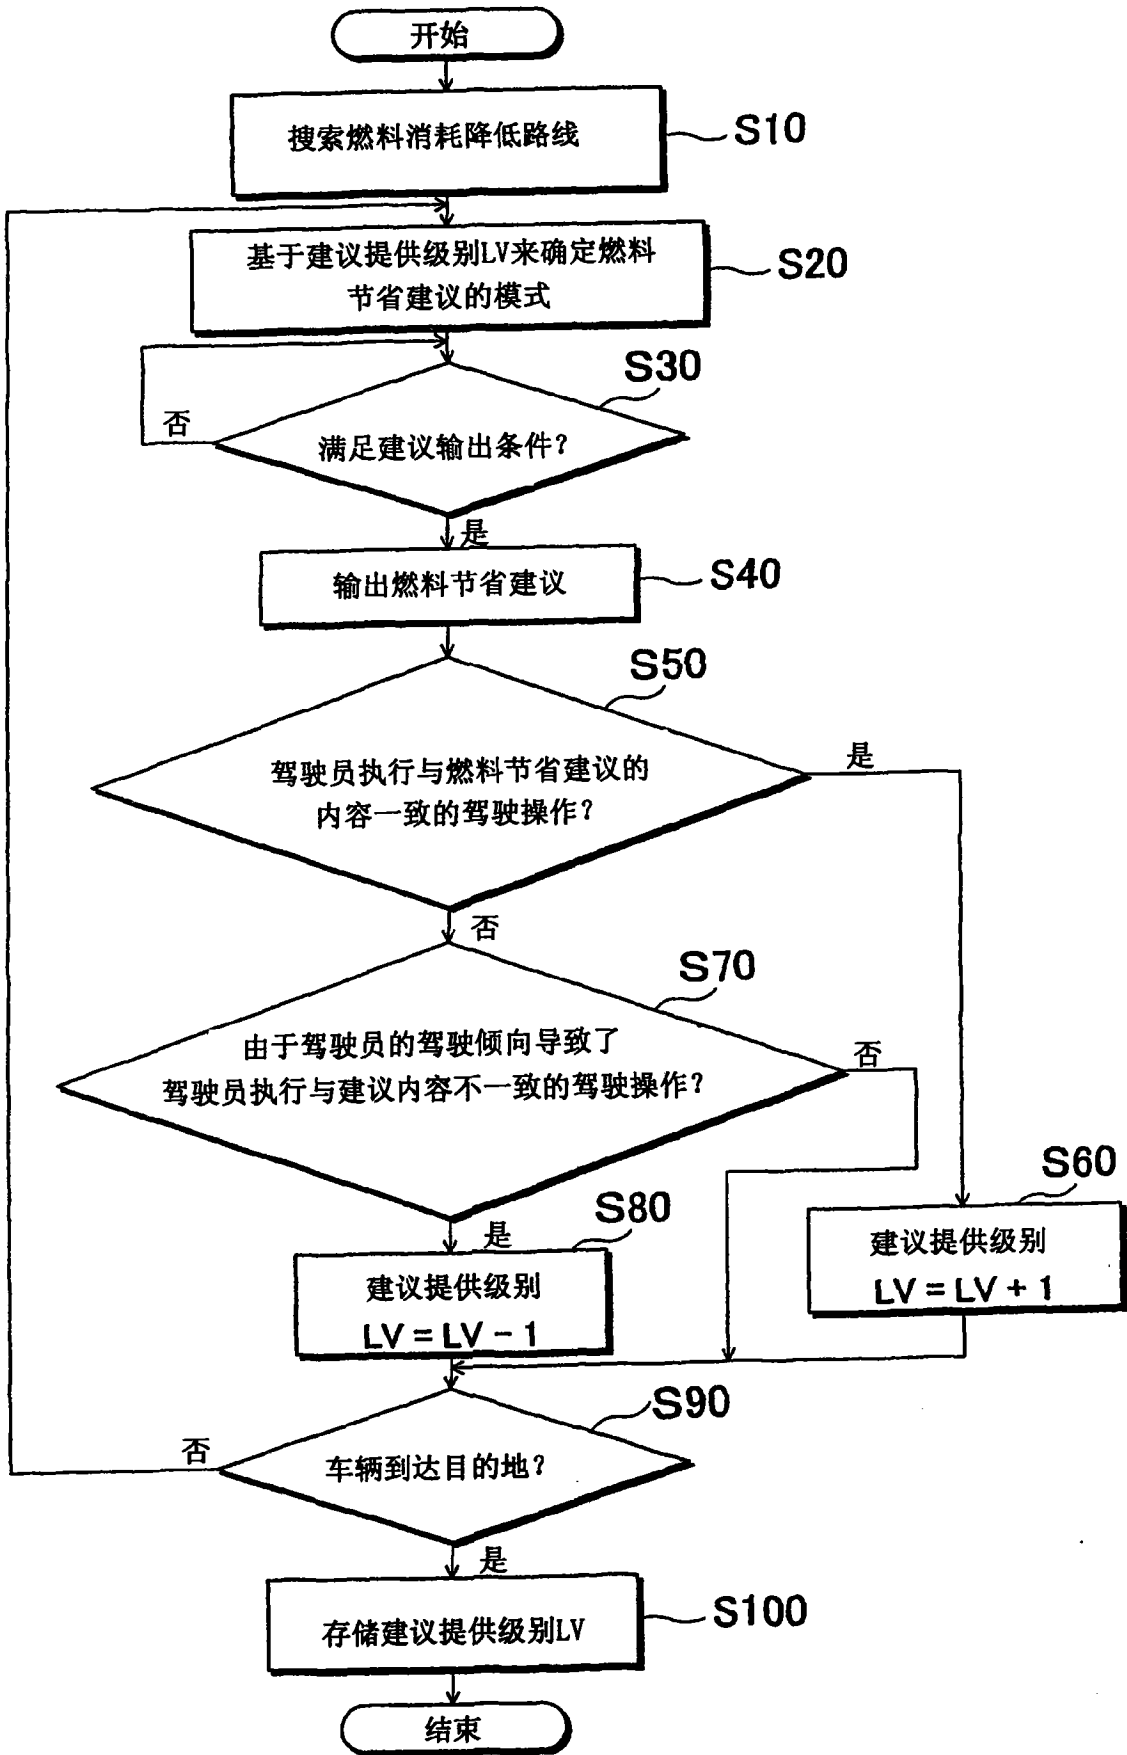 开始
搜索燃料消耗降低路线
S10
基于建议提供级别LV来确定燃料
节省建议的模式
S20
S30
否
满足建议输出条件?
是
输出燃料节省建议
S40
S50
驾驶员执行与燃料节省建议的
内容一致的驾驶操作?
是
否
S70
由于驾驶员的驾驶倾向导致了
驾驶员执行与建议内容不一致的驾驶操作?
否
S60
建议提供级别
LV = LV + 1
S80
是
建议提供级别
LV = LV - 1
S90
否
车辆到达目的地?
是
存储建议提供级别LV
S100
结束